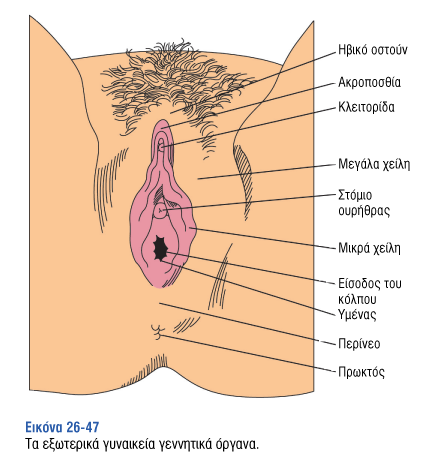 Ηβικό οστούν
Ακροποσθία
Κλειτορίδα
Μεγάλα χείλη
Στόμιο
ουρήθρας
Μικρά χείλη
Είσοδος του
κόλπου
Υμένας
Περίνεο
Πρωκτός
Εικόνα 26-47
Τα εξωτερικά γυναικεία γεννητικά όργανα.